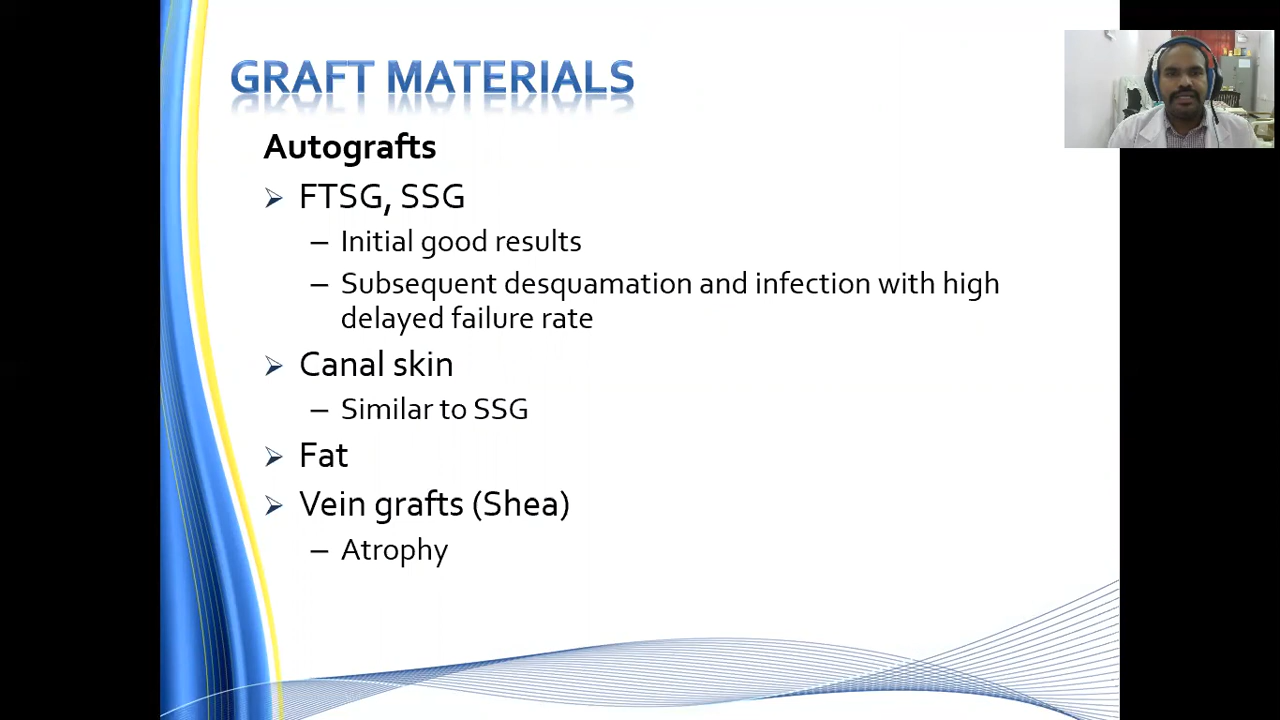 GRAFT MATERIALS
Autografts
FTSG, SSG
– Initial good results
– Subsequent desquamation and infection with high
delayed failure rate
Canal skin
– Similar to SSG
Fat
Vein grafts (Shea)
– Atrophy